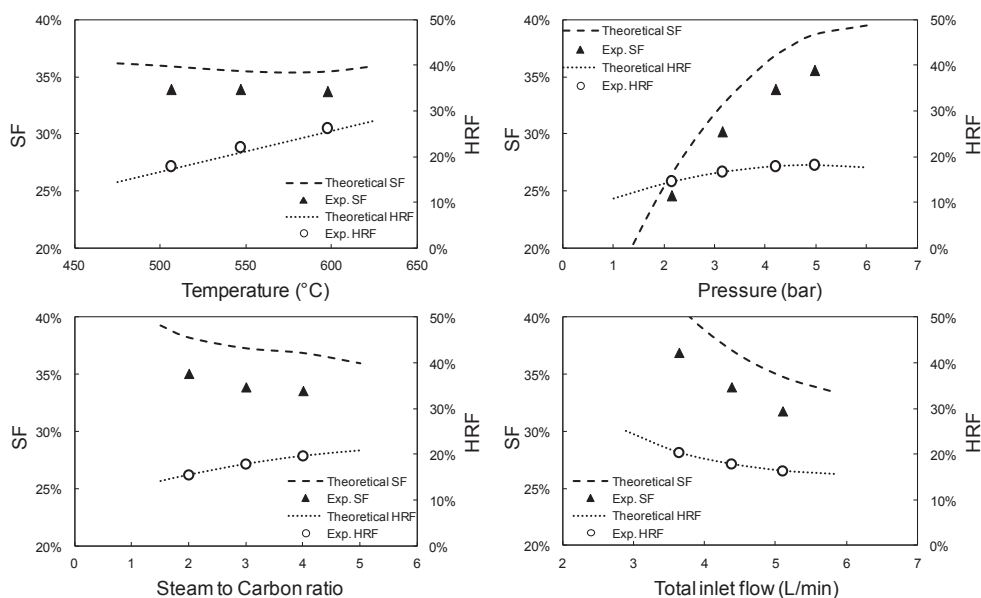 40%
35%
30%
25%
20%
SF
50%
40%
30%
20%
10%
0%
HRF
Theoretical SF
Exp. SF
Theoretical HRF
Exp. HRF
450 500 550 600 650
Temperature (°C)
40%
35%
30%
25%
20%
SF
50%
40%
30%
20%
10%
0%
HRF
Theoretical SF
Exp. SF
Theoretical HRF
Exp. HRF
0 1 2 3 4 5 6 7
Pressure (bar)
40%
35%
30%
25%
20%
SF
50%
40%
30%
20%
10%
0%
HRF
Theoretical SF
Exp. SF
Theoretical HRF
Exp. HRF
0 1 2 3 4 5 6
Steam to Carbon ratio
40%
35%
30%
25%
20%
SF
50%
40%
30%
20%
10%
0%
HRF
Theoretical SF
Exp. SF
Theoretical HRF
Exp. HRF
2 3 4 5 6 7
Total inlet flow (L/min)